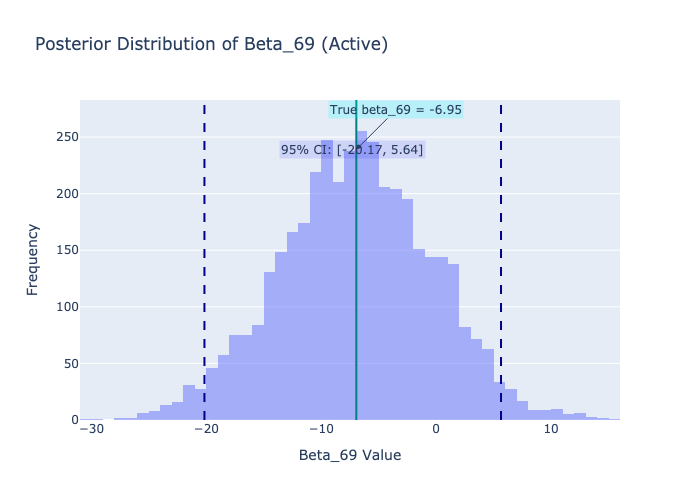 Posterior Distribution of Beta_69 (Active)
True beta_69 = -6.95
95% CI: [-20.17, 5.64]
250
200
150
100
50
0
Frequency
−30
−20
−10
0
10
Beta_69 Value